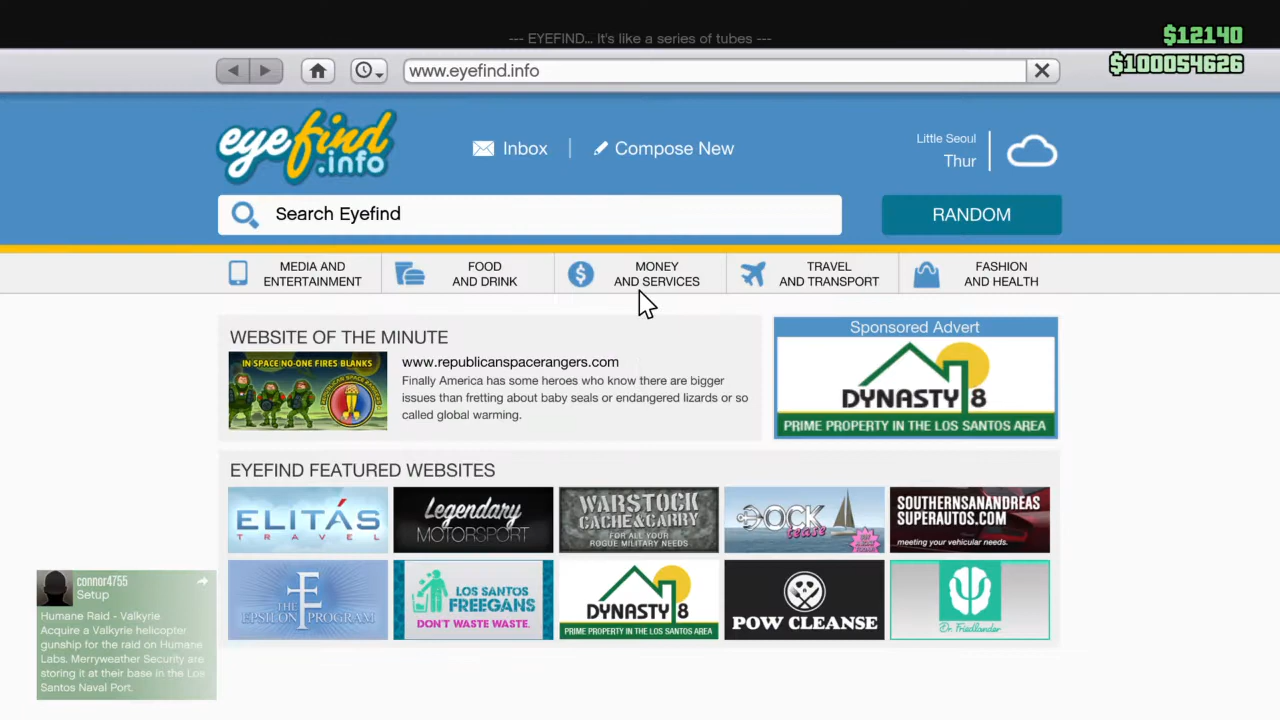 --- EYEFIND... It's like a series of tubes ---
$12140
$100054626
www.eyefind.info
eyefind
.info
Inbox
Compose New
Little Seoul
Thur
Search Eyefind
RANDOM
MEDIA AND
ENTERTAINMENT
FOOD
AND DRINK
MONEY
AND SERVICES
TRAVEL
AND TRANSPORT
FASHION
AND HEALTH
WEBSITE OF THE MINUTE
IN SPACE NO-ONE FIRES BLANKS
www.republicanspacerangers.com
Finally America has some heroes who know there are bigger
issues than fretting about baby seals or endangered lizards or so
called global warming.
Sponsored Advert
DYNASTY 8
PRIME PROPERTY IN THE LOS SANTOS AREA
EYEFIND FEATURED WEBSITES
ELITÁS
TRAVEL
Legendary
MOTORSPORT
WARSTOCK
CACHE&CARRY
FOR ALL YOUR
ROGUE MILITARY NEEDS
DOCK
tease
SOUTHERNSANANDREAS
SUPERAUTOS.COM
meeting your vehicular needs.
THE
EPSILON PROGRAM
LOS SANTOS
FREEGANS
DON'T WASTE WASTE.
DYNASTY 8
PRIME PROPERTY IN THE LOS SANTOS AREA
POW CLEANSE
Dr. Friedlander
connor4755
Setup
Humane Raid - Valkyrie
Acquire a Valkyrie helicopter
gunship for the raid on Humane
Labs. Merryweather Security are
storing it at their base in the Los
Santos Naval Port.